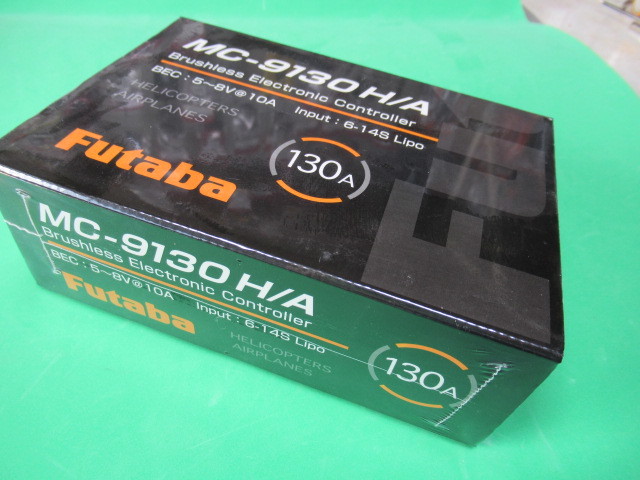 MC-9130 H/A
Brushless Electronic Controller
BEC : 5~8V@10A Input : 6-14S Lipo
HELICOPTERS
AIRPLANES
Futaba
130A
Fut
MC-9130 H/A
Brushless Electronic Controller
BEC : 5~8V@10A Input : 6-14S Lipo
Futaba
HELICOPTERS
AIRPLANES
130A